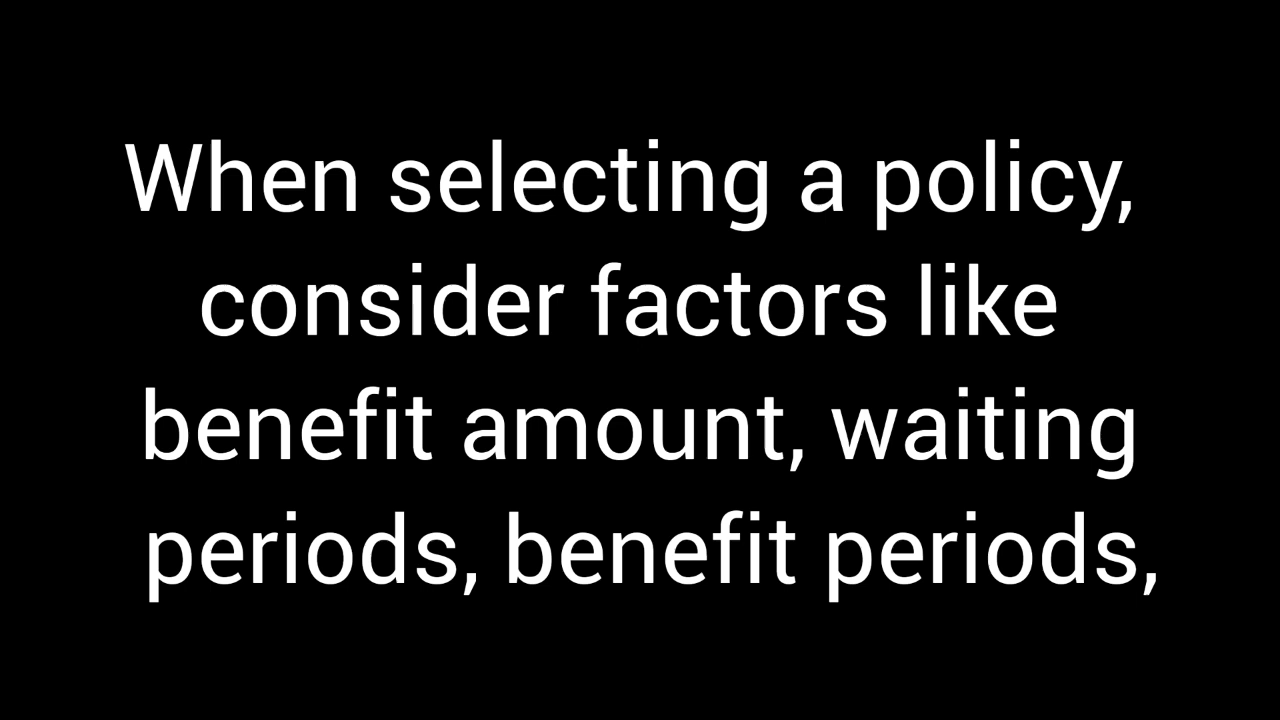 When selecting a policy,
consider factors like
benefit amount, waiting
periods, benefit periods,